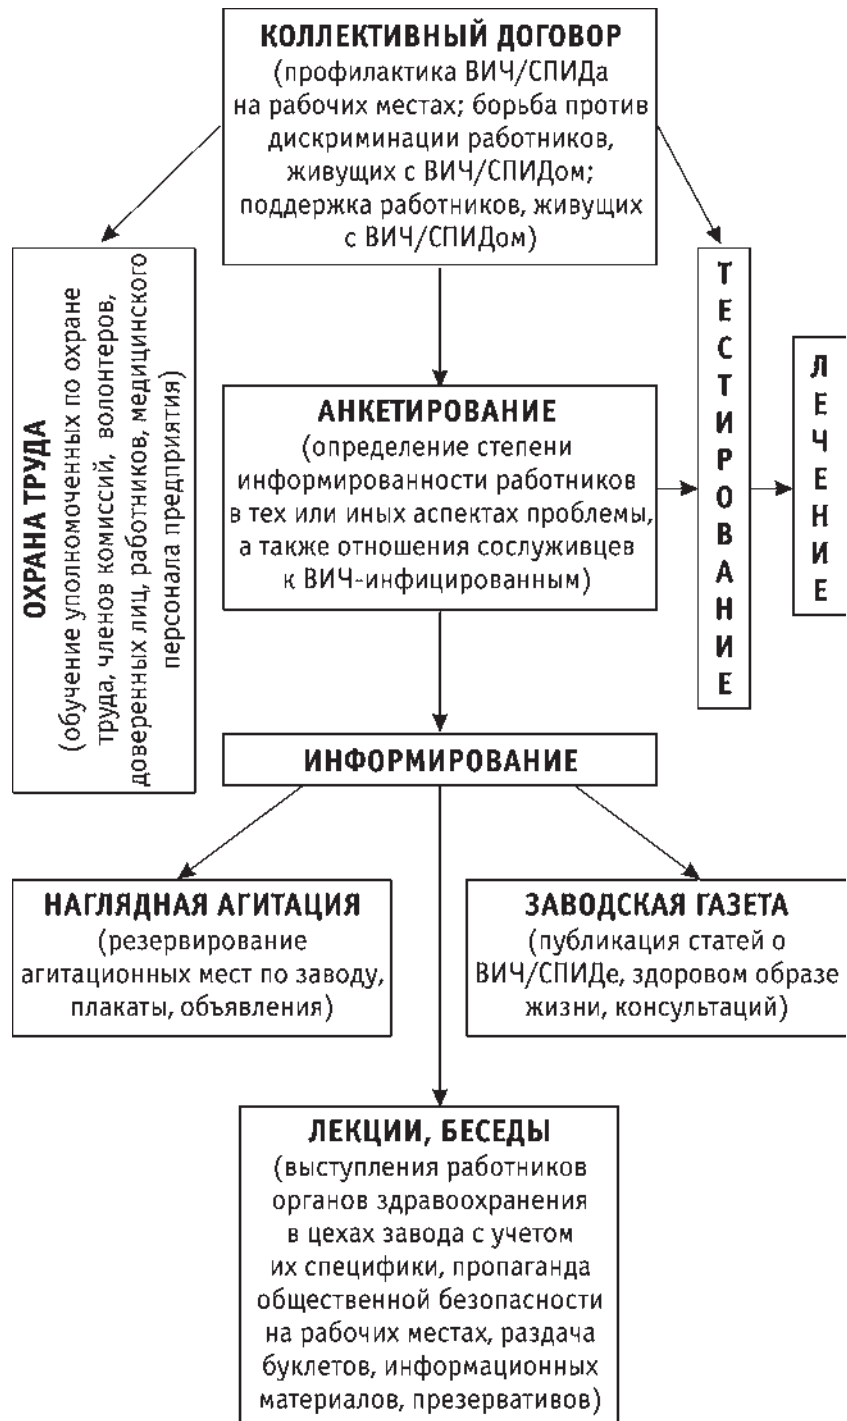 КОЛЛЕКТИВНЫЙ ДОГОВОР
(профилактика ВИЧ/СПИДа
на рабочих местах; борьба против
дискриминации работников,
живущих с ВИЧ/СПИДом;
поддержка работников, живущих
с ВИЧ/СПИДом)
ОХРАНА ТРУДА
(обучение уполномоченных по охране
труда, членов комиссий, волонтеров,
доверенных лиц, работников, медицинского
персонала предприятия)
АНКЕТИРОВАНИЕ
(определение степени
информированности работников
в тех или иных аспектах проблемы,
а также отношения сослуживцев
к ВИЧ-инфицированным)
ТЕСТИРОВАНИЕ
ЛЕЧЕНИЕ
ИНФОРМИРОВАНИЕ
НАГЛЯДНАЯ АГИТАЦИЯ
(резервирование
агитационных мест по заводу,
плакаты, объявления)
ЗАВОДСКАЯ ГАЗЕТА
(публикация статей о
ВИЧ/СПИДе, здоровом образе
жизни, консультаций)
ЛЕКЦИИ, БЕСЕДЫ
(выступления работников
органов здравоохранения
в цехах завода с учетом
их специфики, пропаганда
общественной безопасности
на рабочих местах, раздача
буклетов, информационных
материалов, презервативов)